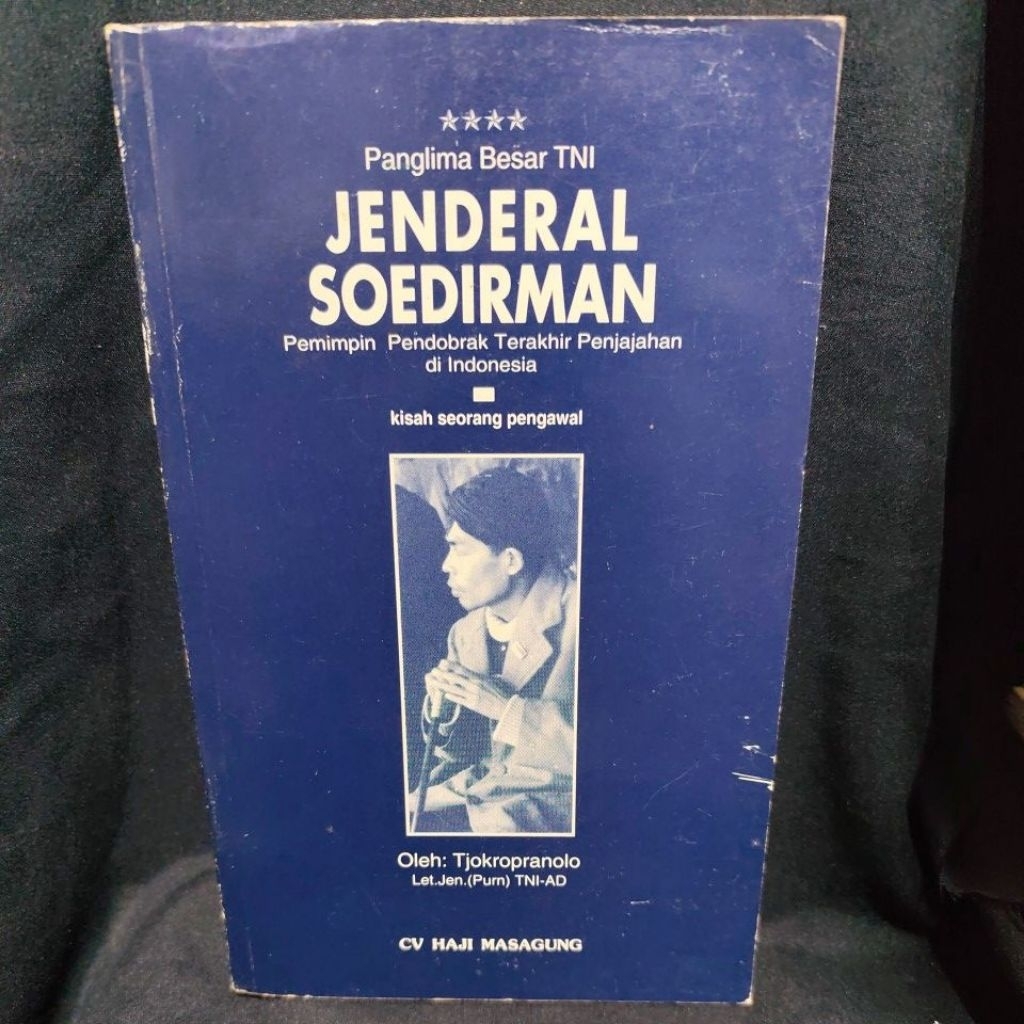 Panglima Besar TNI
JENDERAL
SOEDIRMAN
Pemimpin Pendobrak Terakhir Penjajahan
di Indonesia
kisah seorang pengawal
Oleh: Tjokropranolo
Let.Jen.(Purn) TNI-AD
CV HAJI MASAGUNG